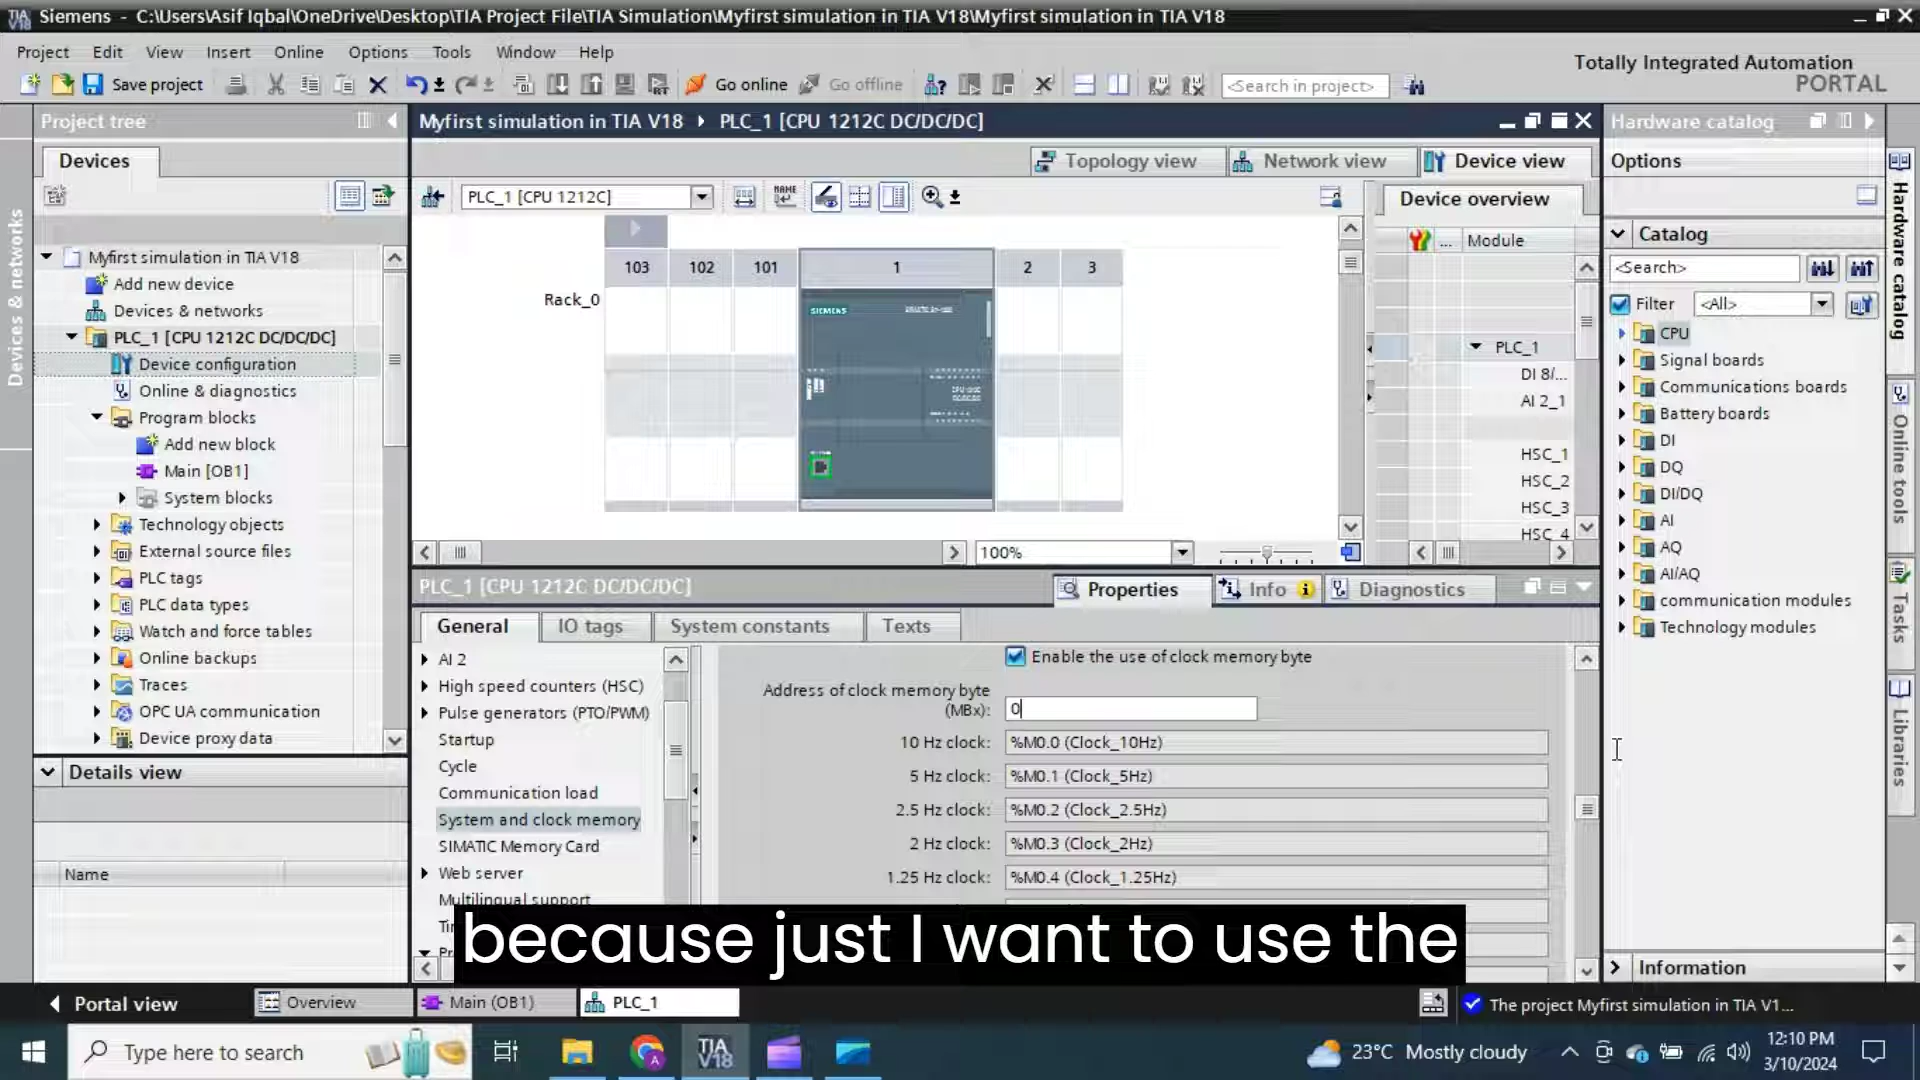 Siemens - C:\Users\Asif Iqbal\OneDrive\Desktop\TIA Project File\TIA Simulation\Myfirst simulation in TIA V18\Myfirst simulation in TIA V18
Project Edit View Insert Online Options Tools Window Help
Totally Integrated Automation
PORTAL
Save project Go online Go offline <Search in project>
Project tree
Myfirst simulation in TIA V18 PLC_1 [CPU 1212C DC/DC/DC]
Hardware catalog
Devices
Topology view Network view Device view
Options
PLC_1 [CPU 1212C]
Device overview
... Module
Catalog
<Search>
Filter <All>
Devices & networks
Myfirst simulation in TIA V18
Add new device
Devices & networks
PLC_1 [CPU 1212C DC/DC/DC]
Device configuration
Online & diagnostics
Program blocks
Add new block
Main [OB1]
System blocks
Technology objects
External source files
PLC tags
PLC data types
Watch and force tables
Online backups
Traces
OPC UA communication
Device proxy data
Details view
Name
103 102 101 1 2 3
Rack_0
SIEMENS
100%
PLC_1
DI 8/...
AI 2_1
HSC_1
HSC_2
HSC_3
HSC_4
CPU
Signal boards
Communications boards
Battery boards
DI
DQ
DI/DQ
AI
AQ
AI/AQ
communication modules
Technology modules
Information
Hardware catalog
Online tools
Tasks
Libraries
PLC_1 [CPU 1212C DC/DC/DC]
Properties Info Diagnostics
General IO tags System constants Texts
AI 2
High speed counters (HSC)
Pulse generators (PTO/PWM)
Startup
Cycle
Communication load
System and clock memory
SIMATIC Memory Card
Web server
Multilingual support
Enable the use of clock memory byte
Address of clock memory byte
(MBx): 0
10 Hz clock: %M0.0 (Clock_10Hz)
5 Hz clock: %M0.1 (Clock_5Hz)
2.5 Hz clock: %M0.2 (Clock_2.5Hz)
2 Hz clock: %M0.3 (Clock_2Hz)
1.25 Hz clock: %M0.4 (Clock_1.25Hz)
because just I want to use the
Portal view Overview Main (OB1) PLC_1
The project Myfirst simulation in TIA V1...
Type here to search
TIA
V18
23°C Mostly cloudy
12:10 PM
3/10/2024